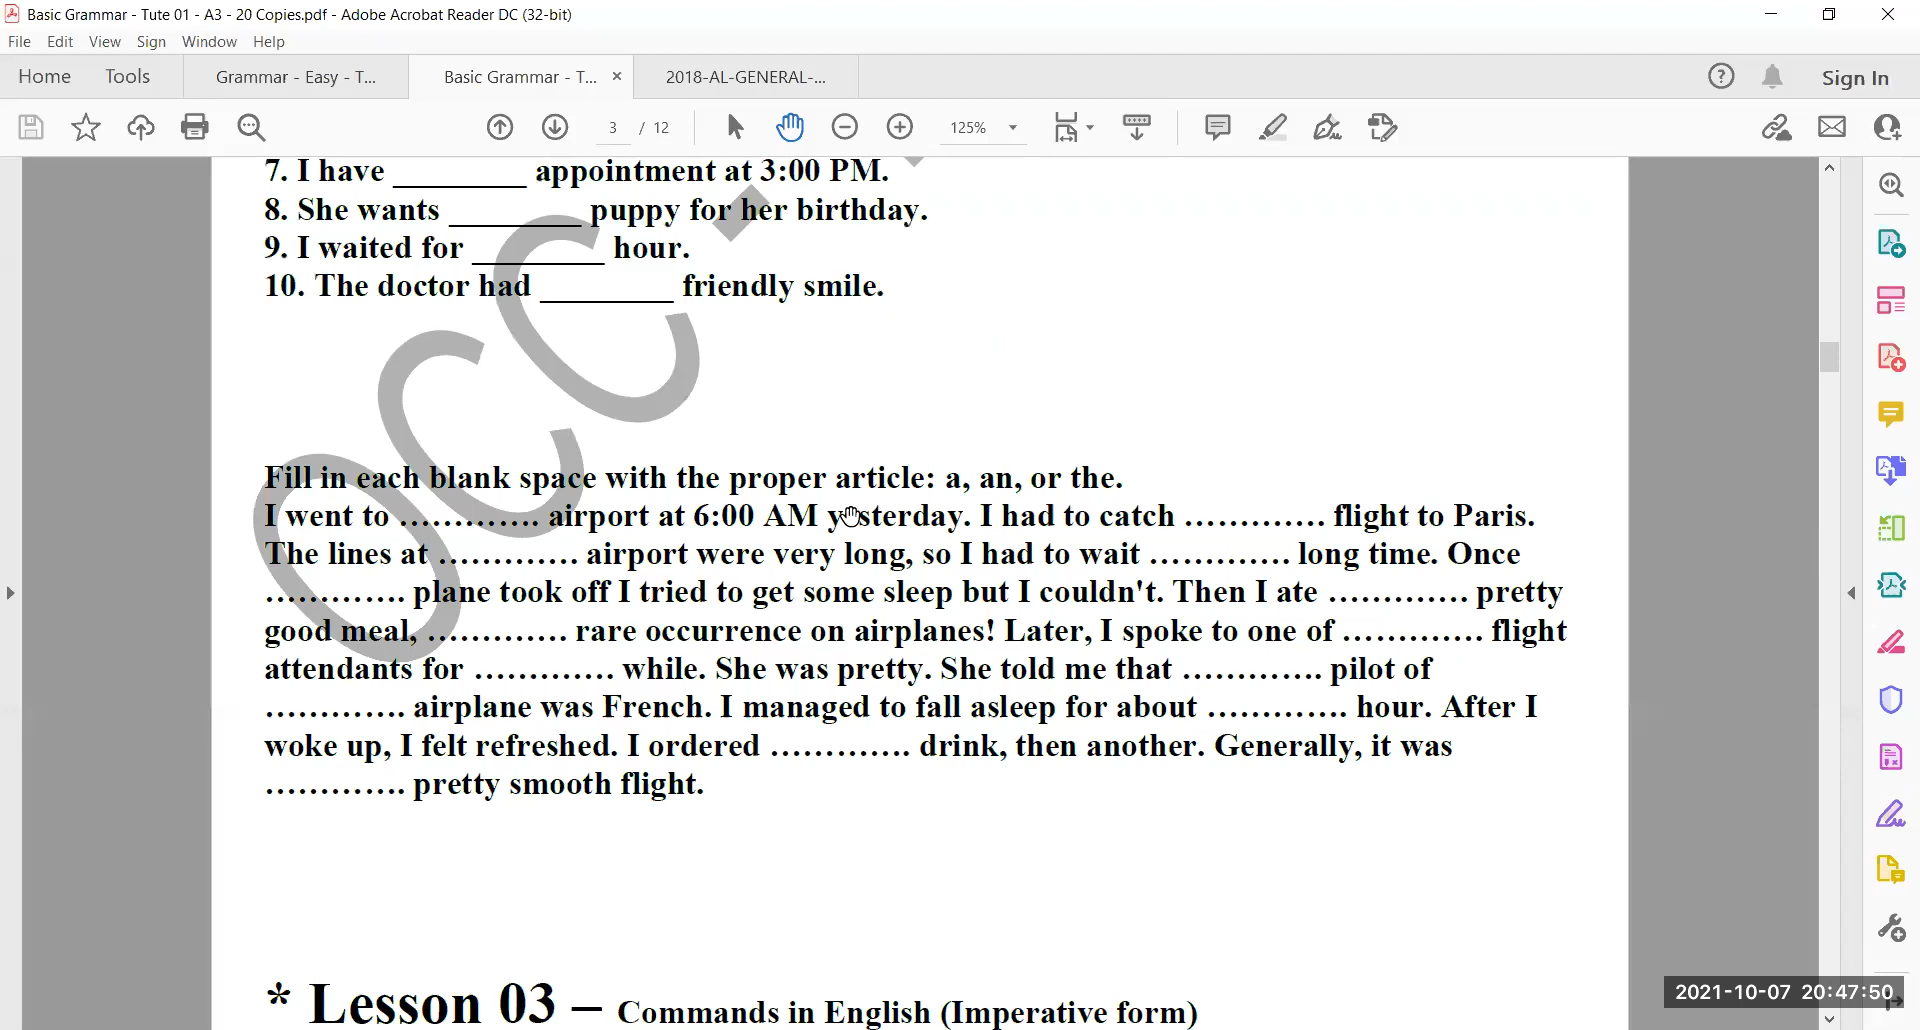 Basic Grammar - Tute 01 - A3 - 20 Copies.pdf - Adobe Acrobat Reader DC (32-bit)
File Edit View Sign Window Help
Home Tools Grammar - Easy - T... Basic Grammar - T... × 2018-AL-GENERAL-... Sign In
3 / 12 125%
7. I have ________ appointment at 3:00 PM.
8. She wants ________ puppy for her birthday.
9. I waited for ________ hour.
10. The doctor had ________ friendly smile.
Fill in each blank space with the proper article: a, an, or the.
I went to ………….. airport at 6:00 AM yesterday. I had to catch ………….. flight to Paris.
The lines at ………….. airport were very long, so I had to wait ………….. long time. Once
………….. plane took off I tried to get some sleep but I couldn't. Then I ate ………….. pretty
good meal, ………….. rare occurrence on airplanes! Later, I spoke to one of ………….. flight
attendants for ………….. while. She was pretty. She told me that ………….. pilot of
………….. airplane was French. I managed to fall asleep for about ………….. hour. After I
woke up, I felt refreshed. I ordered ………….. drink, then another. Generally, it was
………….. pretty smooth flight.
* Lesson 03 – Commands in English (Imperative form)
OCC -
2021-10-07 20:47:50